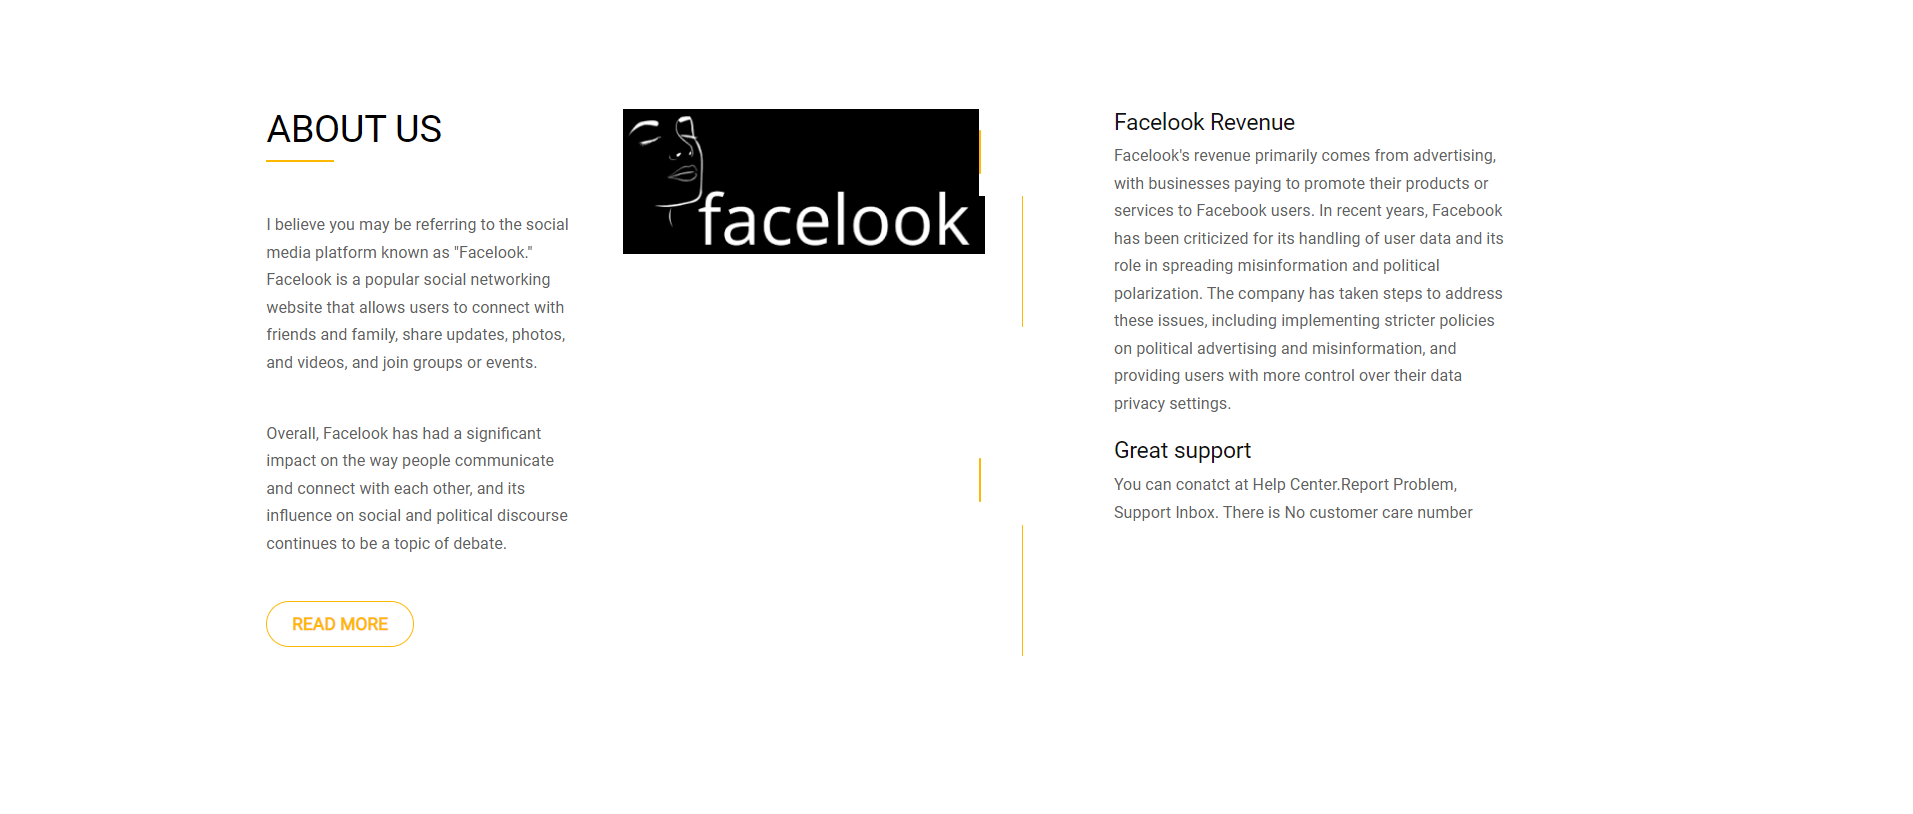 ABOUT US
I believe you may be referring to the social
media platform known as "Facelook."
Facelook is a popular social networking
website that allows users to connect with
friends and family, share updates, photos,
and videos, and join groups or events.
Overall, Facelook has had a significant
impact on the way people communicate
and connect with each other, and its
influence on social and political discourse
continues to be a topic of debate.
READ MORE
facelook
Facelook Revenue
Facelook's revenue primarily comes from advertising,
with businesses paying to promote their products or
services to Facebook users. In recent years, Facebook
has been criticized for its handling of user data and its
role in spreading misinformation and political
polarization. The company has taken steps to address
these issues, including implementing stricter policies
on political advertising and misinformation, and
providing users with more control over their data
privacy settings.
Great support
You can conatct at Help Center.Report Problem,
Support Inbox. There is No customer care number